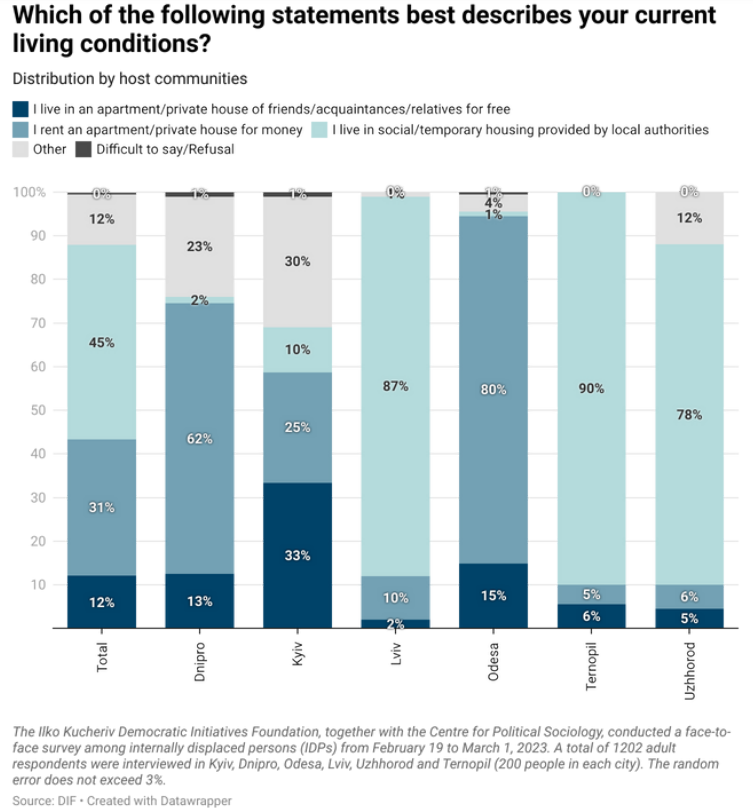 Which of the following statements best describes your current
living conditions?
Distribution by host communities
I live in an apartment/private house of friends/acquaintances/relatives for free
I rent an apartment/private house for money I live in social/temporary housing provided by local authorities
Other Difficult to say/Refusal
100% 0% 1% 1% 0% 1% 0% 0%
1% 4%
12% 12%
1%
90
23%
30%
80
2%
70
45% 10%
60
87% 80% 90%
50
78%
62% 25%
40
30
31%
20
33%
10
12% 13% 10% 15% 5% 6%
2% 6% 5%
Total
Dnipro
Kyiv
Lviv
Odesa
Ternopil
Uzhhorod
The Ilko Kucheriv Democratic Initiatives Foundation, together with the Centre for Political Sociology, conducted a face-to-
face survey among internally displaced persons (IDPs) from February 19 to March 1, 2023. A total of 1202 adult
respondents were interviewed in Kyiv, Dnipro, Odesa, Lviv, Uzhhorod and Ternopil (200 people in each city). The random
error does not exceed 3%.
Source: DIF • Created with Datawrapper